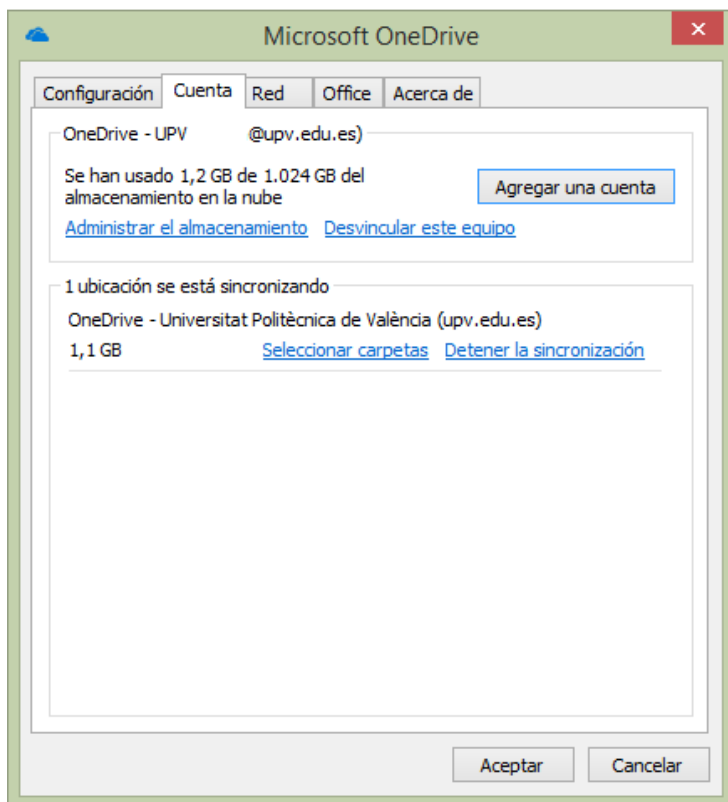 Microsoft OneDrive
Configuración Cuenta Red Office Acerca de
OneDrive - UPV @upv.edu.es)
Se han usado 1,2 GB de 1.024 GB del
almacenamiento en la nube
Agregar una cuenta
Administrar el almacenamiento Desvincular este equipo
1 ubicación se está sincronizando
OneDrive - Universitat Politècnica de València (upv.edu.es)
1,1 GB Seleccionar carpetas Detener la sincronización
Aceptar Cancelar